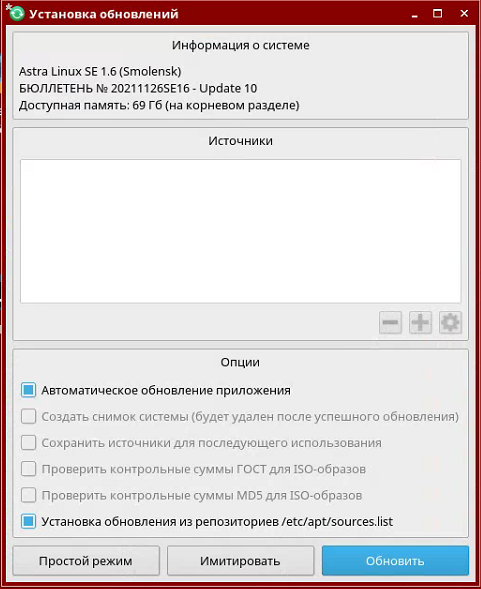 Установка обновлений
Информация о системе
Astra Linux SE 1.6 (Smolensk)
БЮЛЛЕТЕНЬ № 20211126SE16 - Update 10
Доступная память: 69 Гб (на корневом разделе)
Источники
Опции
Автоматическое обновление приложения
Создать снимок системы (будет удален после успешного обновления)
Сохранить источники для последующего использования
Проверить контрольные суммы ГОСТ для ISO-образов
Проверить контрольные суммы MD5 для ISO-образов
Установка обновления из репозиториев /etc/apt/sources.list
Простой режим Имитировать Обновить